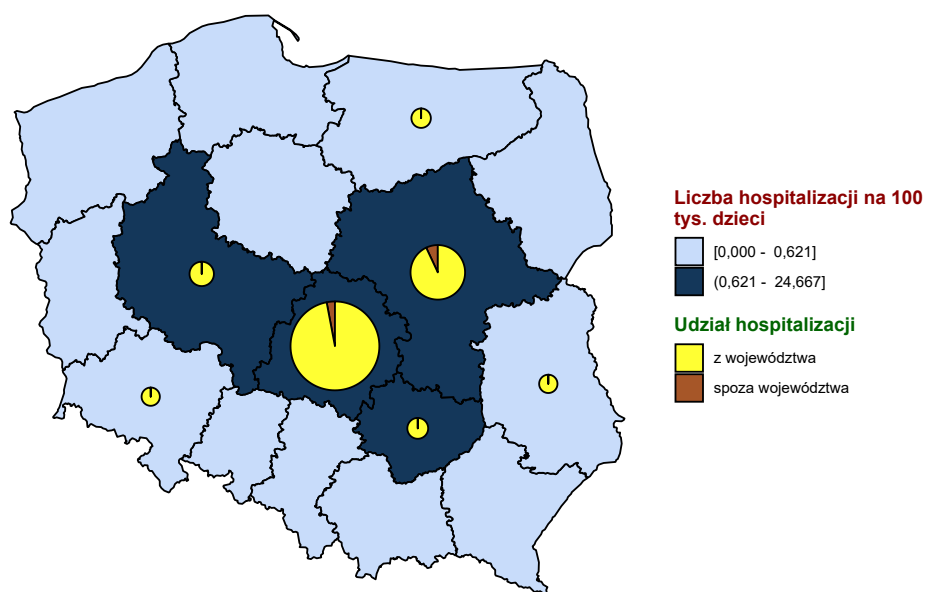 Liczba hospitalizacji na 100
tys. dzieci
[0,000 - 0,621]
(0,621 - 24,667]
Udział hospitalizacji
z województwa
spoza województwa